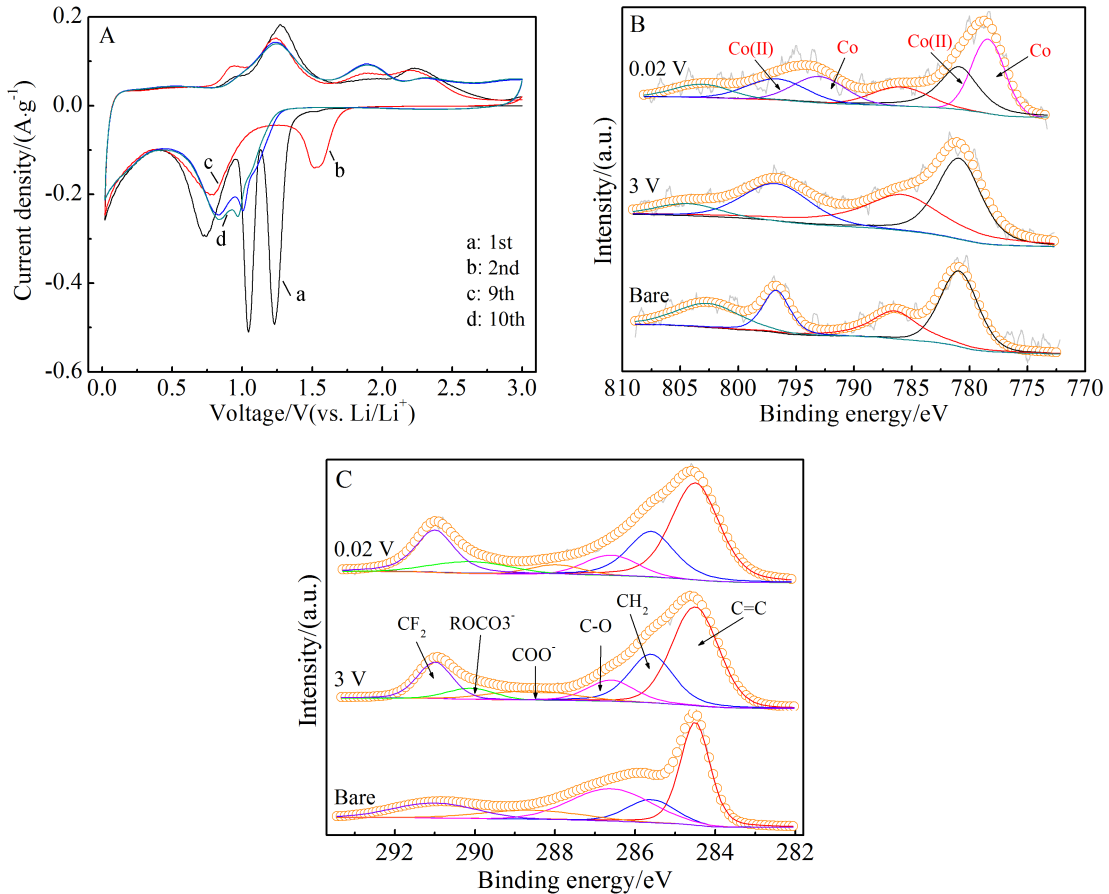 A
0.2
0.0
-0.2
-0.4
-0.6
Current density/(A·g⁻¹)
c
b
d
a
a: 1st
b: 2nd
c: 9th
d: 10th
0.0 0.5 1.0 1.5 2.0 2.5 3.0
Voltage/V(vs. Li/Li⁺)
B
Co(II) Co Co(II) Co
0.02 V
3 V
Bare
Intensity/(a.u.)
810 805 800 795 790 785 780 775 770
Binding energy/eV
C
0.02 V
CF₂ ROCO3⁻ COO⁻ C-O CH₂ C=C
3 V
Bare
Intensity/(a.u.)
292 290 288 286 284 282
Binding energy/eV